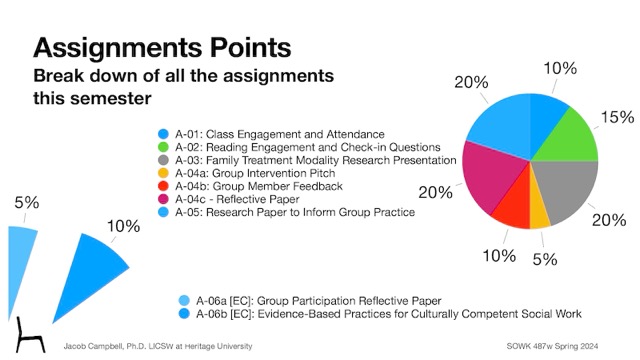 Assignments Points
Break down of all the assignments
this semester
A-01: Class Engagement and Attendance
A-02: Reading Engagement and Check-in Questions
A-03: Family Treatment Modality Research Presentation
A-04a: Group Intervention Pitch
A-04b: Group Member Feedback
A-04c - Reflective Paper
A-05: Research Paper to Inform Group Practice
10%
15%
20%
5%
10%
20%
20%
5%
10%
A-06a [EC]: Group Participation Reflective Paper
A-06b [EC]: Evidence-Based Practices for Culturally Competent Social Work
Jacob Campbell, Ph.D. LICSW at Heritage University
SOWK 487w Spring 2024